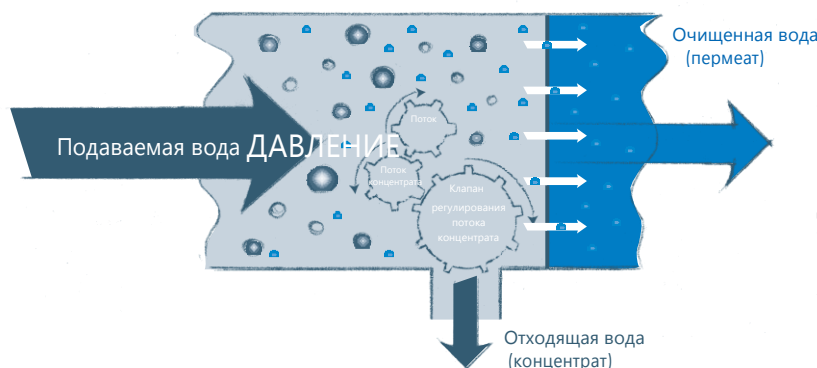 Очищенная вода
(пермеат)
Подаваемая вода ДАВЛЕНИЕ
Поток
Поток
концентрата
Клапан
регулирования
потока
концентрата
Отходящая вода
(концентрат)